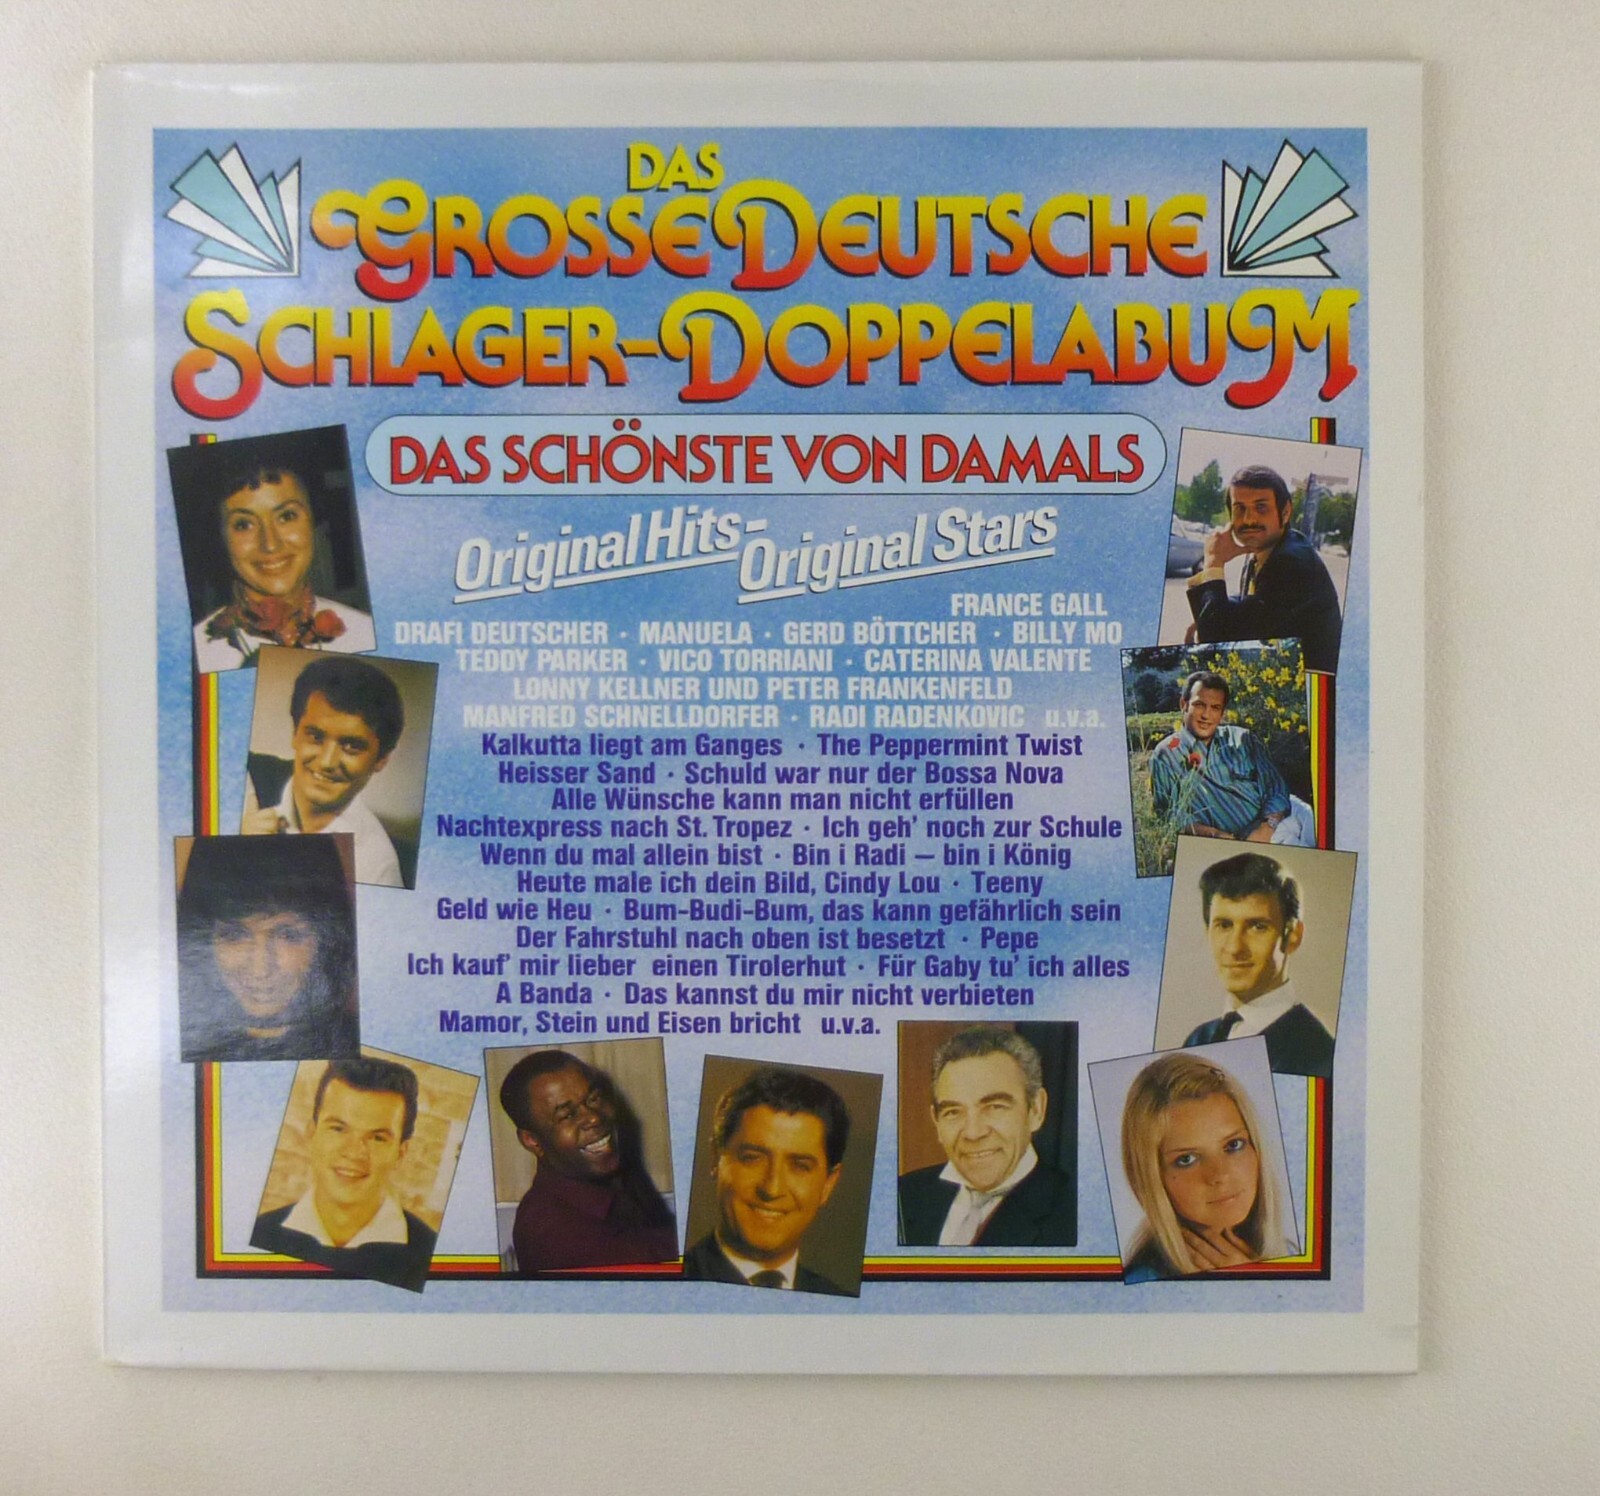 DAS
GROSSE DEUTSCHE
SCHLAGER-DOPPELABUM
DAS SCHÖNSTE VON DAMALS
Original Hits-
Original Stars
FRANCE GALL
DRAFI DEUTSCHER · MANUELA · GERD BÖTTCHER · BILLY MO
TEDDY PARKER · VICO TORRIANI · CATERINA VALENTE
LONNY KELLNER UND PETER FRANKENFELD
MANFRED SCHNELLDORFER · RADI RADENKOVIC u.v.a.
Kalkutta liegt am Ganges · The Peppermint Twist
Heisser Sand · Schuld war nur der Bossa Nova
Alle Wünsche kann man nicht erfüllen
Nachtexpress nach St. Tropez · Ich geh' noch zur Schule
Wenn du mal allein bist · Bin i Radi – bin i König
Heute male ich dein Bild, Cindy Lou · Teeny
Geld wie Heu · Bum-Budi-Bum, das kann gefährlich sein
Der Fahrstuhl nach oben ist besetzt · Pepe
Ich kauf' mir lieber einen Tirolerhut · Für Gaby tu' ich alles
A Banda · Das kannst du mir nicht verbieten
Mamor, Stein und Eisen bricht u.v.a.